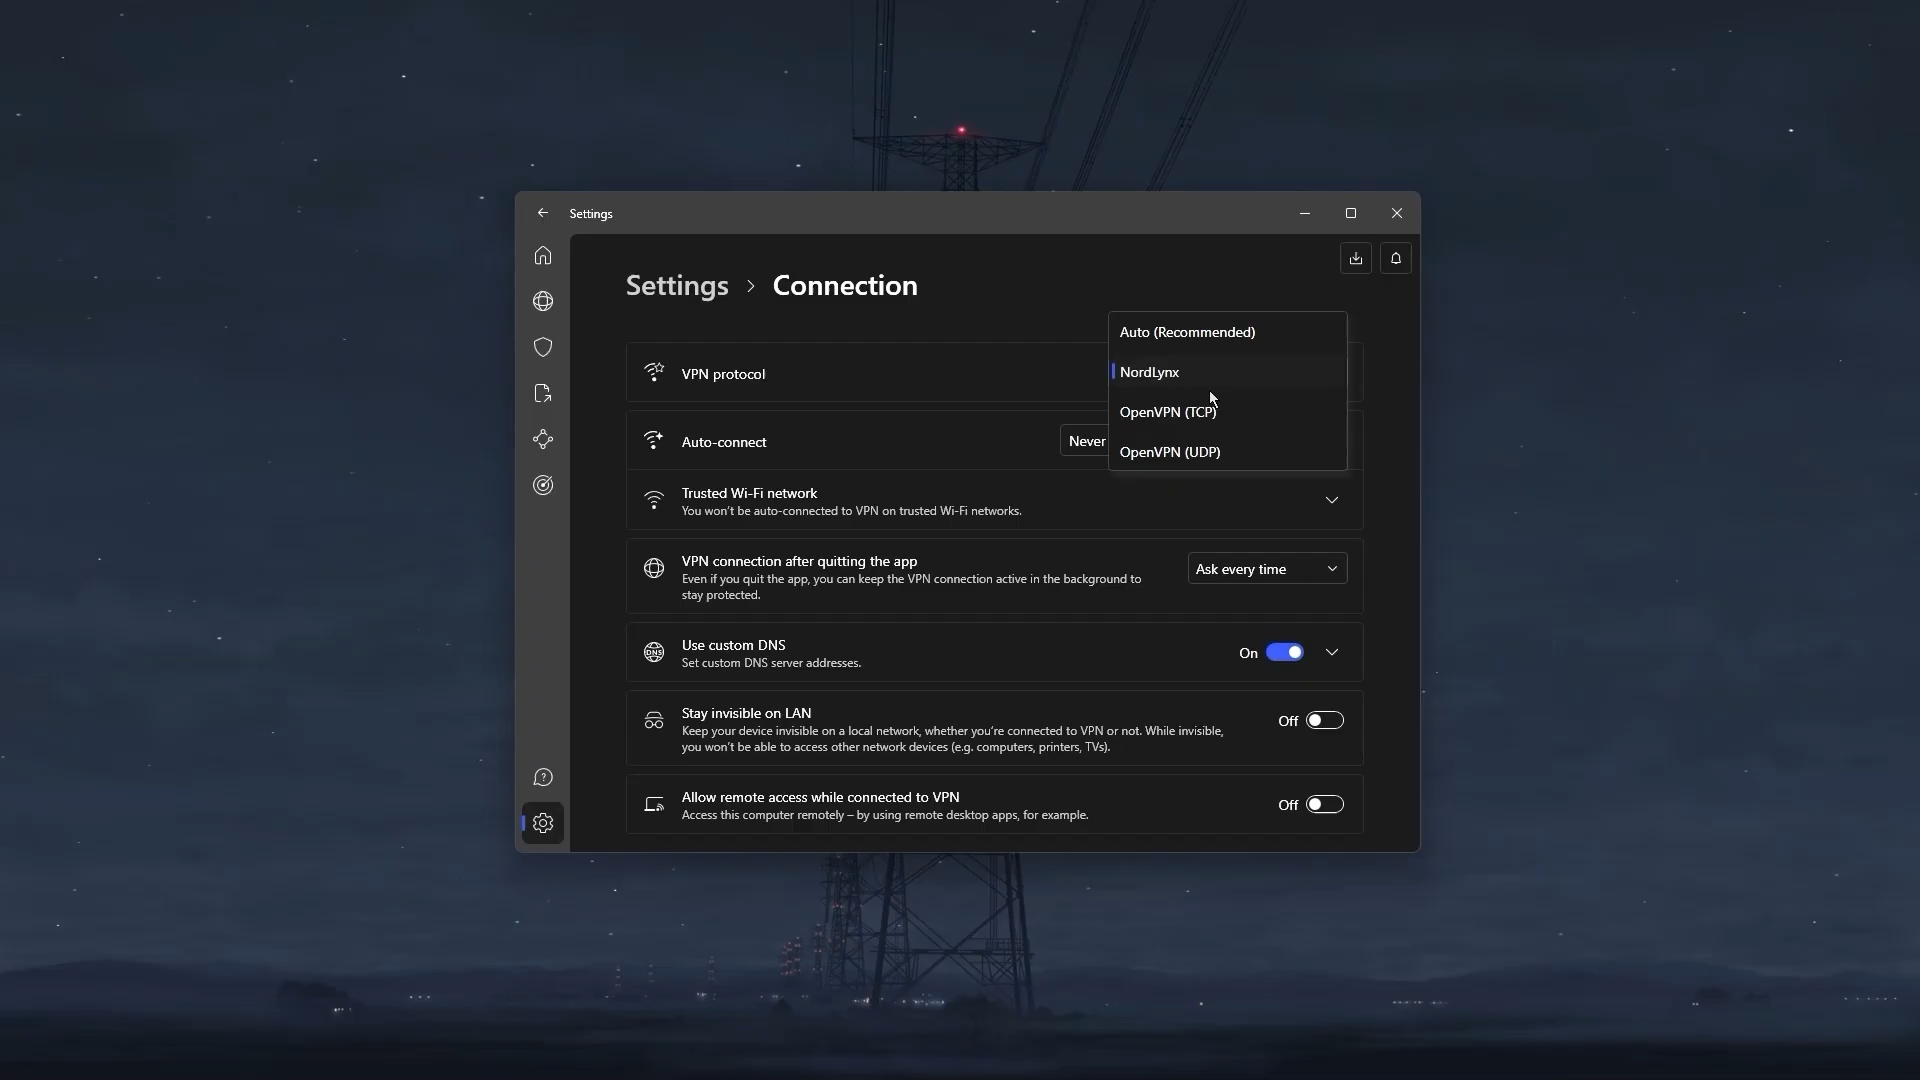 Settings
Settings > Connection
Auto (Recommended)
VPN protocol
NordLynx
OpenVPN (TCP)
Auto-connect
Never
OpenVPN (UDP)
Trusted Wi-Fi network
You won't be auto-connected to VPN on trusted Wi-Fi networks.
VPN connection after quitting the app
Even if you quit the app, you can keep the VPN connection active in the background to
stay protected.
Ask every time
Use custom DNS
Set custom DNS server addresses.
DNS
On
Stay invisible on LAN
Keep your device invisible on a local network, whether you're connected to VPN or not. While invisible,
you won't be able to access other network devices (e.g. computers, printers, TVs).
Off
Allow remote access while connected to VPN
Access this computer remotely – by using remote desktop apps, for example.
Off